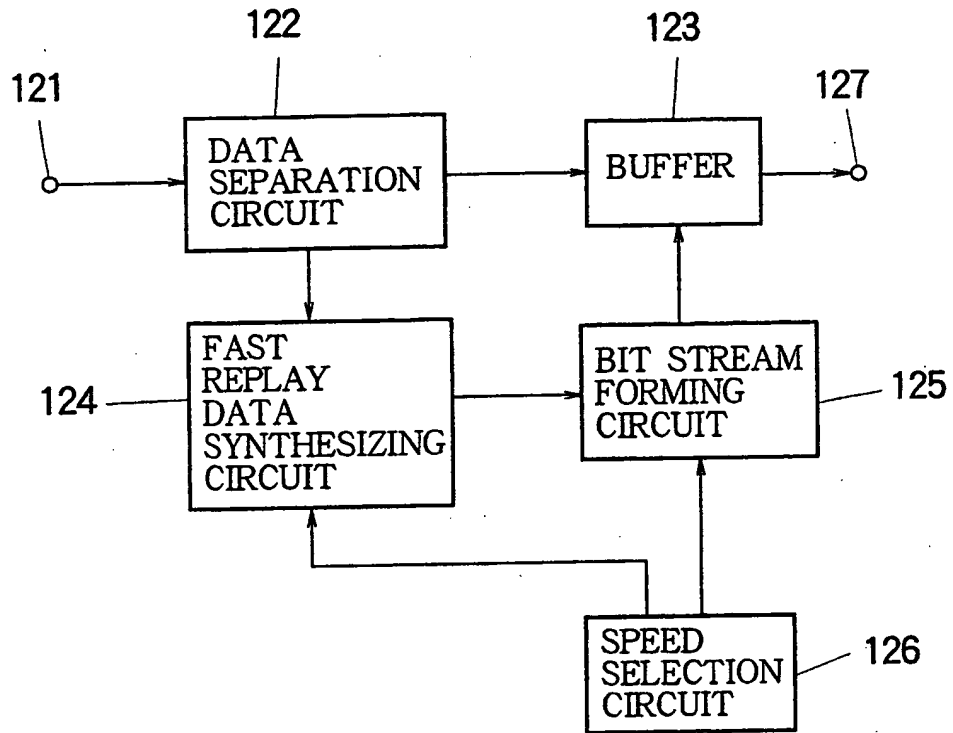 122
123
121
127
DATA
SEPARATION
CIRCUIT
BUFFER
FAST
REPLAY
DATA
SYNTHESIZING
CIRCUIT
124
BIT STREAM
FORMING
CIRCUIT
125
SPEED
SELECTION
CIRCUIT
126